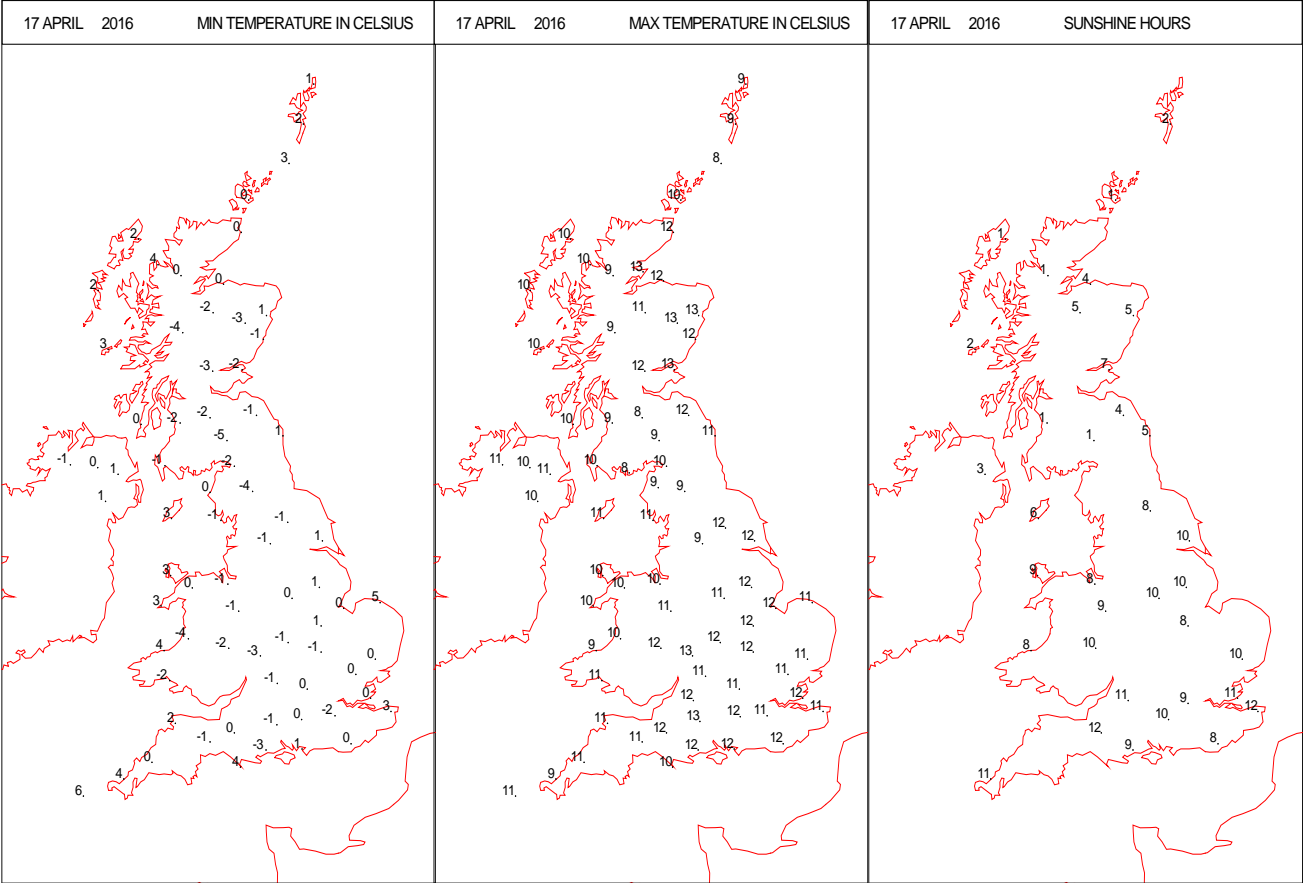 17 APRIL 2016 MIN TEMPERATURE IN CELSIUS
1.
2.
3.
0.
0.
2.
4.
0.
0.
2.
-2. 1.
-3.
-4. -1.
3.
-3. -2.
0. -2. -2. -1.
-5. 1.
-1. 0. 1. -1. -2.
1. 0. -4.
3. -1. -1.
-1. 1.
3. 0. -1. 1.
0.
3. -1. 0. 5.
1.
-4. -1.
4. -2. -3. -1. 0.
-2. -1. 0. 0.
0.
2. -1. 0. -2. 3.
0. -1. -3. 1. 0.
0. 4.
4.
6.
17 APRIL 2016 MAX TEMPERATURE IN CELSIUS
9.
9.
8.
10.
12.
10.
10. 9. 13. 12.
10.
11. 13. 13.
9. 12.
10.
12. 13.
10. 9. 8. 12.
9. 11.
11. 10. 11. 10. 8. 10.
10. 9. 9.
11. 11. 12.
9. 12.
10. 10. 10. 12.
11.
10. 11. 12. 11.
12.
10. 12.
9. 12. 13. 12. 11.
11. 11. 11. 11.
12. 12.
11. 13. 12. 11. 11.
11. 12. 12. 12. 12.
11. 10.
9.
11.
17 APRIL 2016 SUNSHINE HOURS
2.
1.
1.
1. 4.
5. 5.
2.
7.
1. 4.
1. 5.
3.
6. 8.
10.
9. 8. 10.
10.
9.
8.
8. 10. 10.
11. 9. 11. 12.
12. 10.
9. 8.
11.